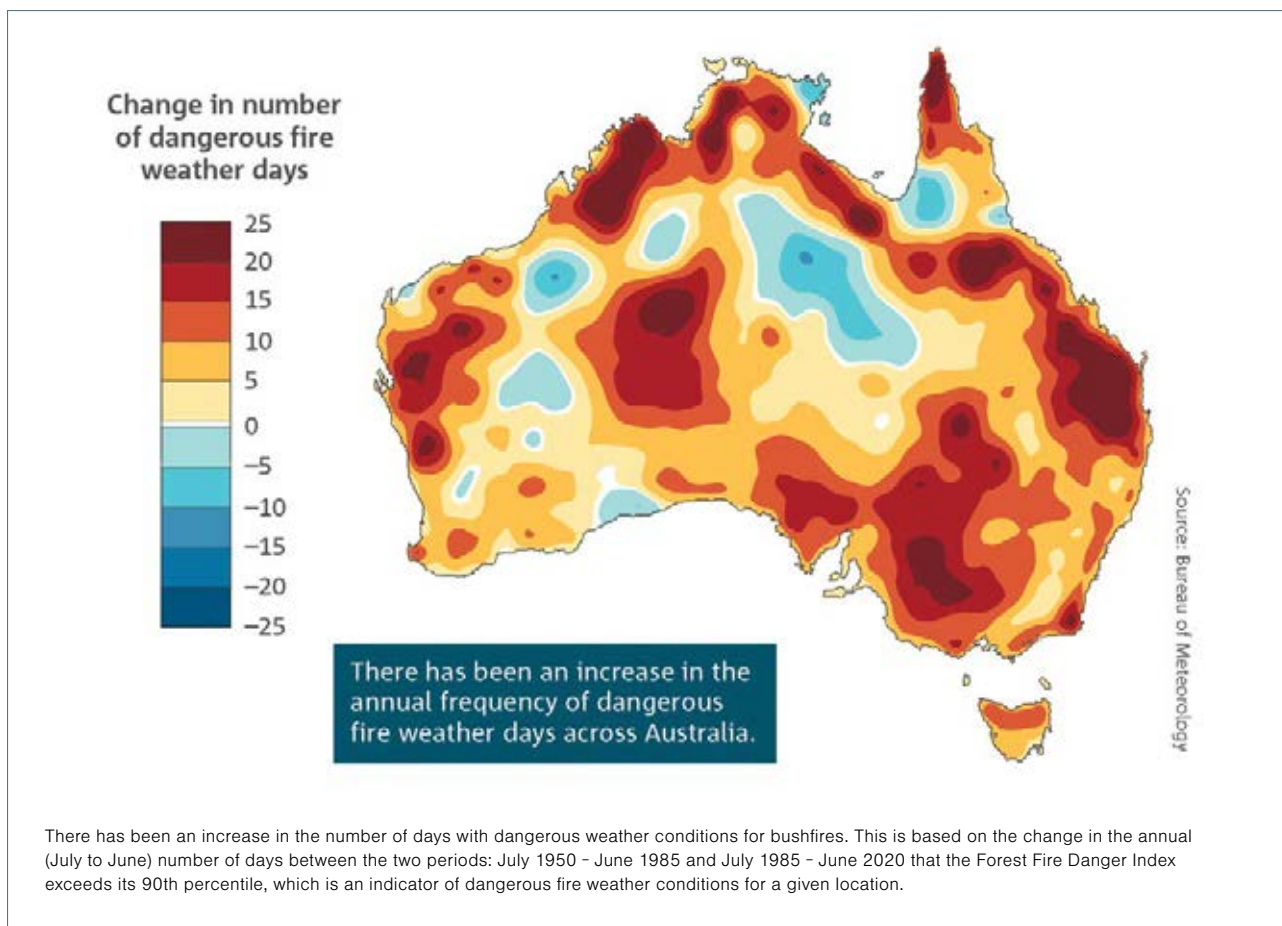 Change in number
of dangerous fire
weather days
25
20
15
10
5
0
−5
−10
−15
−20
−25
There has been an increase in the
annual frequency of dangerous
fire weather days across Australia.
Source: Bureau of Meteorology
There has been an increase in the number of days with dangerous weather conditions for bushfires. This is based on the change in the annual
(July to June) number of days between the two periods: July 1950 - June 1985 and July 1985 - June 2020 that the Forest Fire Danger Index
exceeds its 90th percentile, which is an indicator of dangerous fire weather conditions for a given location.